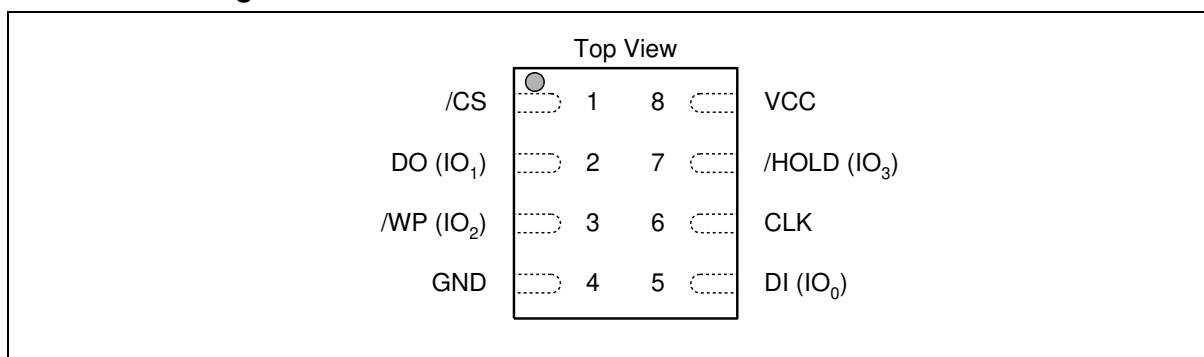 Top View
/CS 1 8 VCC
DO (IO₁) 2 7 /HOLD (IO₃)
/WP (IO₂) 3 6 CLK
GND 4 5 DI (IO₀)